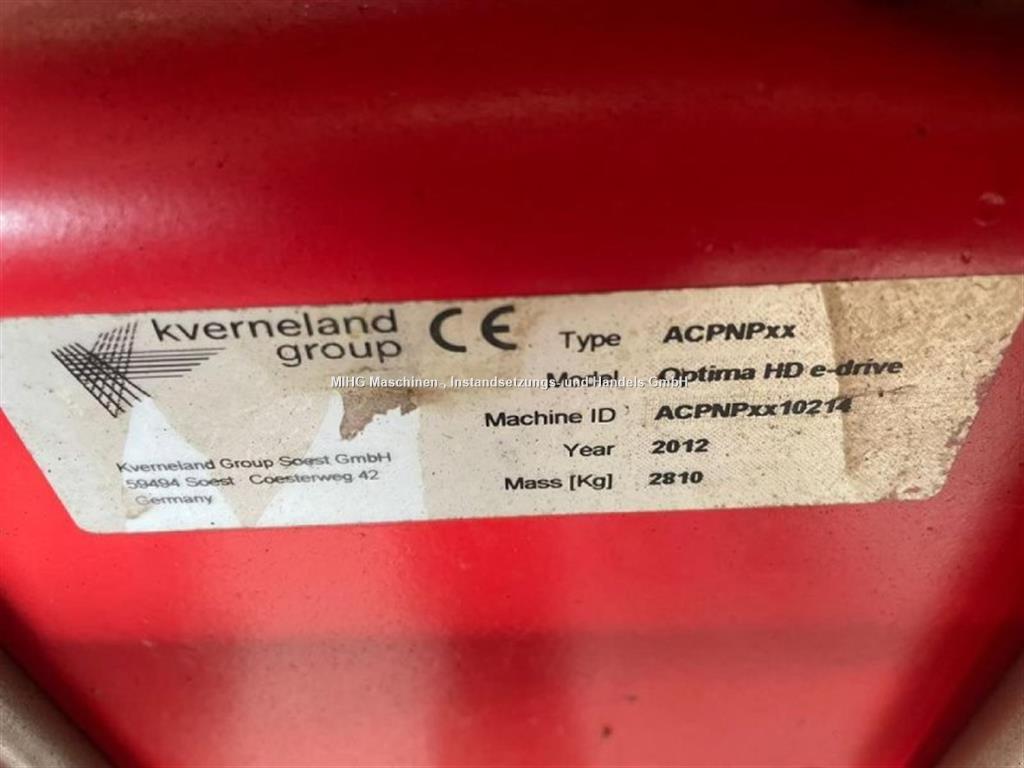 kverneland
group
CE
Type ACPNPxx
Model Optima HD e-drive
MIHG Maschinen-, Instandsetzungs- und Handels GmbH
Machine ID ACPNPxx10214
Year 2012
Mass [Kg] 2810
Kverneland Group Soest GmbH
59494 Soest Coesterweg 42
Germany